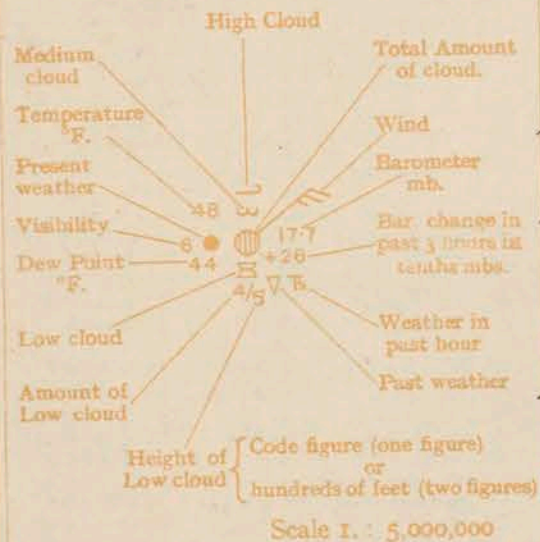 High Cloud
Medium
cloud
Total Amount
of cloud.
Temperature
°F.
Wind
Present
weather
Barometer
mb.
48
Visibility
6
17.7
Bar change in
past 3 hours in
tenths mbs.
+26
Dew Point
°F.
44
4/5
Low cloud
Weather in
past hour
Amount of
Low cloud
Past weather
Height of
Low cloud
Code figure (one figure)
or
hundreds of feet (two figures)
Scale 1. : 5,000,000